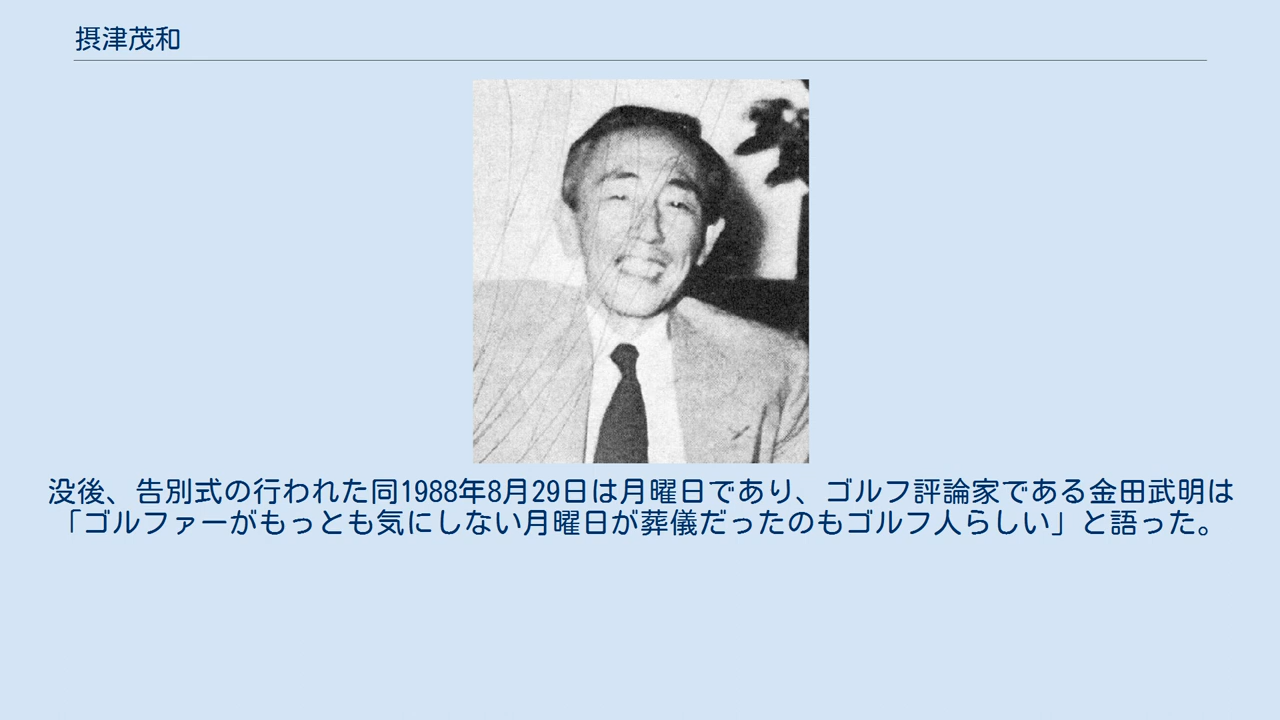 摂津茂和
没後、告別式の行われた同1988年8月29日は月曜日であり、ゴルフ評論家である金田武明は
「ゴルファーがもっとも気にしない月曜日が葬儀だったのもゴルフ人らしい」と語った。